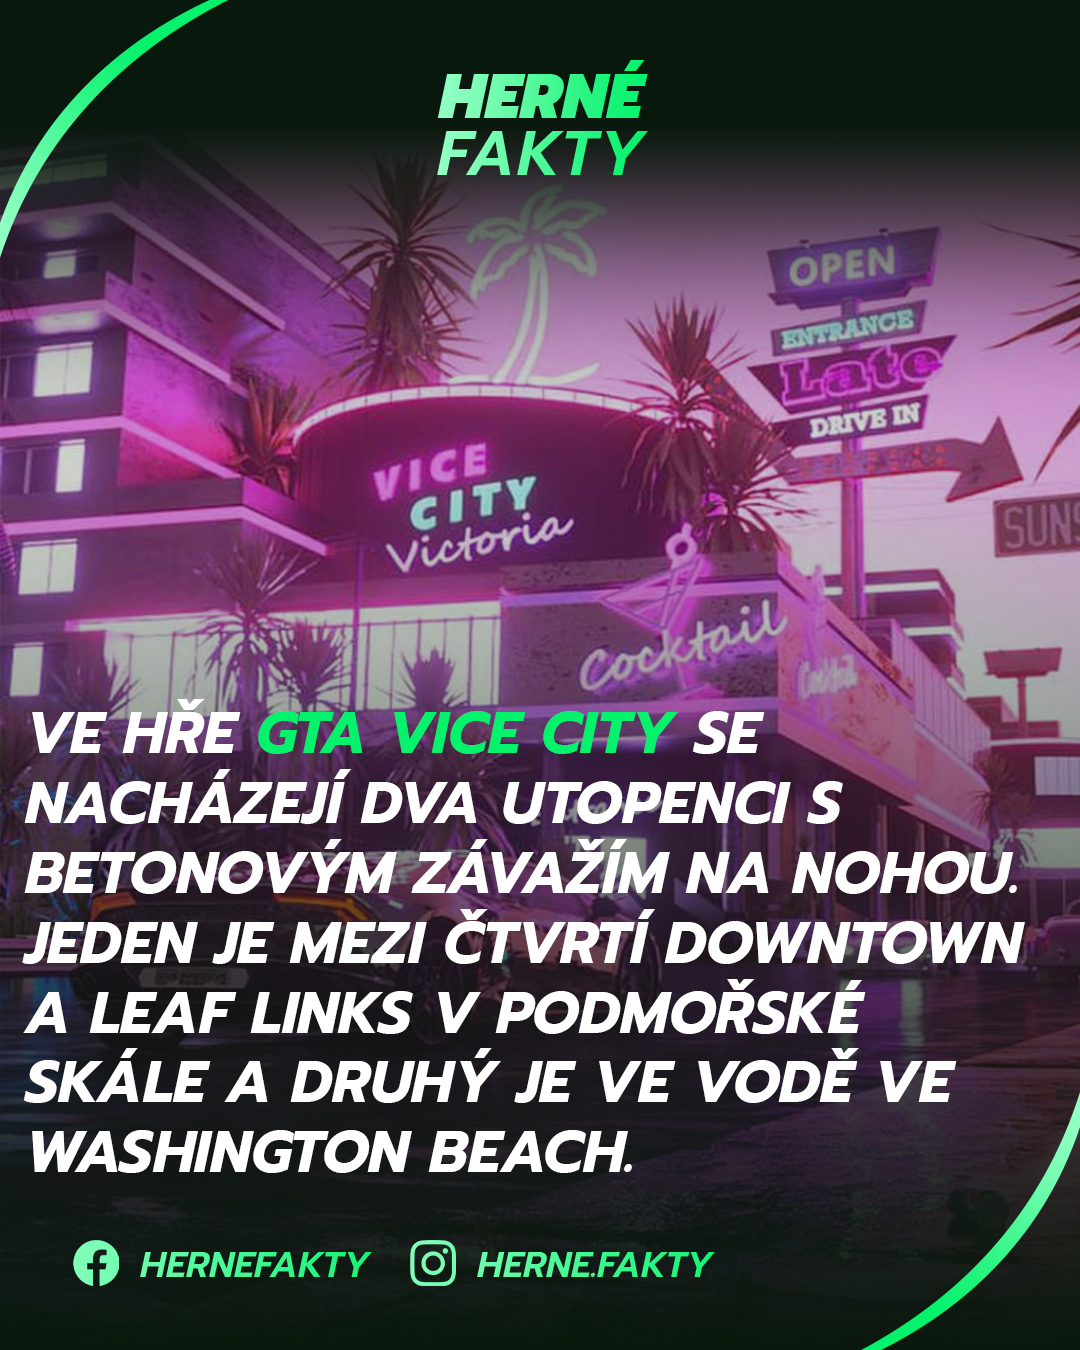 HERNÉ
FAKTY
OPEN
ENTRANCE
Late
DRIVE IN
VICE
CITY
Victoria
SUNS
Cocktail
Cocktail
VE HŘE GTA VICE CITY SE
NACHÁZEJÍ DVA UTOPENCI S
BETONOVÝM ZÁVAŽÍM NA NOHOU.
JEDEN JE MEZI ČTVRTÍ DOWNTOWN
A LEAF LINKS V PODMOŘSKÉ
SKÁLE A DRUHÝ JE VE VODĚ VE
WASHINGTON BEACH.
HERNEFAKTY
HERNE.FAKTY